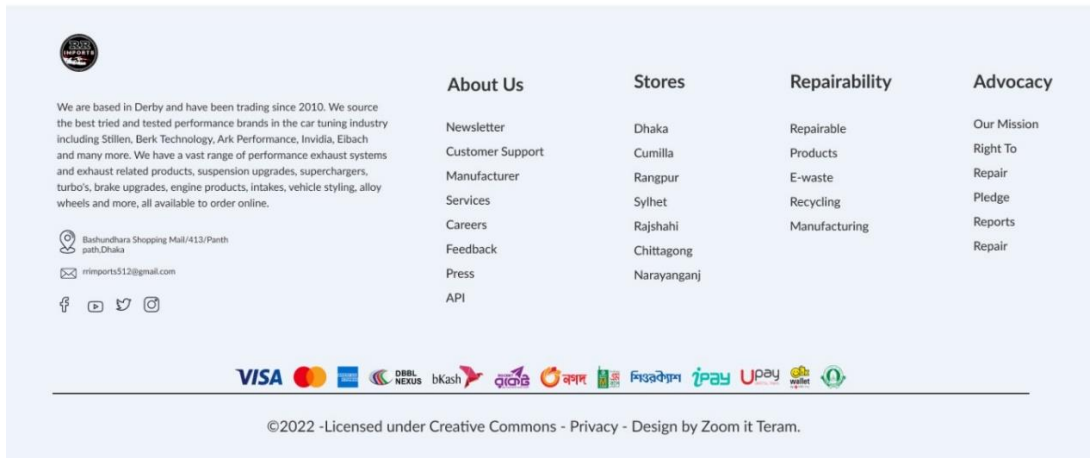 RR
IMPORTS
We are based in Derby and have been trading since 2010. We source
the best tried and tested performance brands in the car tuning industry
including Stillen, Berk Technology, Ark Performance, Invidia, Eibach
and many more. We have a vast range of performance exhaust systems
and exhaust related products, suspension upgrades, superchargers,
turbo's, brake upgrades, engine products, intakes, vehicle styling, alloy
wheels and more, all available to order online.
Bashundhara Shopping Mall/413/Panth
path,Dhaka
rrimports512@gmail.com
About Us
Newsletter
Customer Support
Manufacturer
Services
Careers
Feedback
Press
API
Stores
Dhaka
Cumilla
Rangpur
Sylhet
Rajshahi
Chittagong
Narayanganj
Repairability
Repairable
Products
E-waste
Recycling
Manufacturing
Advocacy
Our Mission
Right To
Repair
Pledge
Reports
Repair
VISA
DBBL
NEXUS
bKash
রকেট
নগদ
শিওরক্যাশ
ipay
Upay
wallet
©2022 -Licensed under Creative Commons - Privacy - Design by Zoom it Teram.